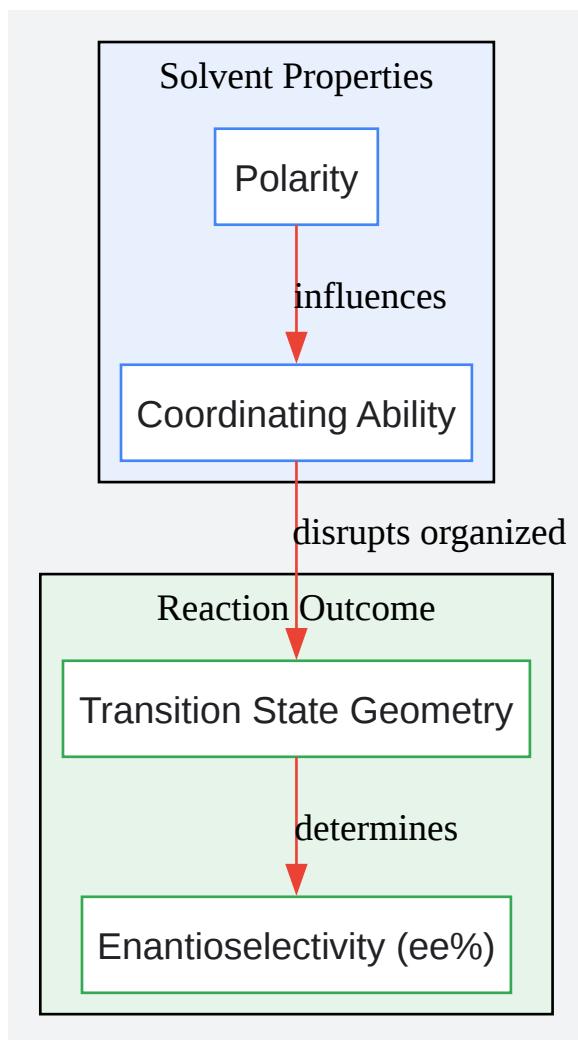 Solvent Properties
Polarity
influences
Coordinating Ability
disrupts organized
Reaction Outcome
Transition State Geometry
determines
Enantioselectivity (ee%)